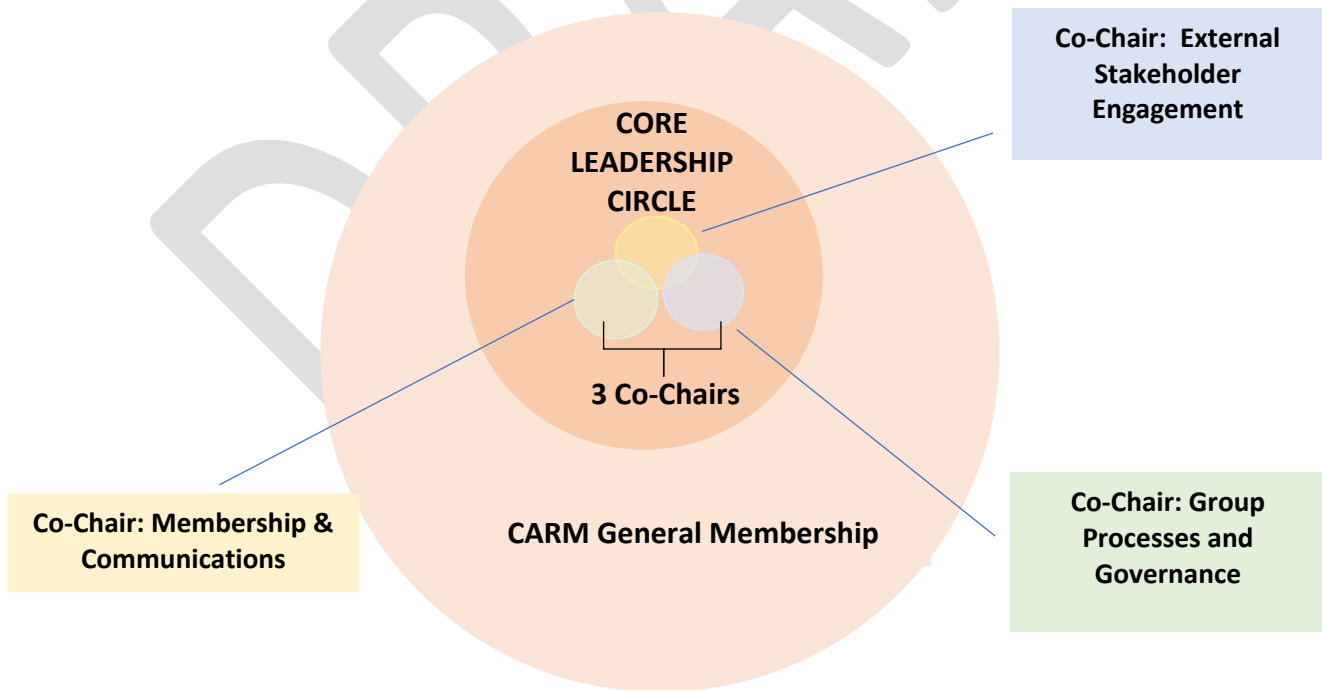 Co-Chair:  External
Stakeholder
Engagement
CORE
LEADERSHIP
CIRCLE
3 Co-Chairs
Co-Chair: Membership &
Communications
CARM General Membership
Co-Chair: Group
Processes and
Governance